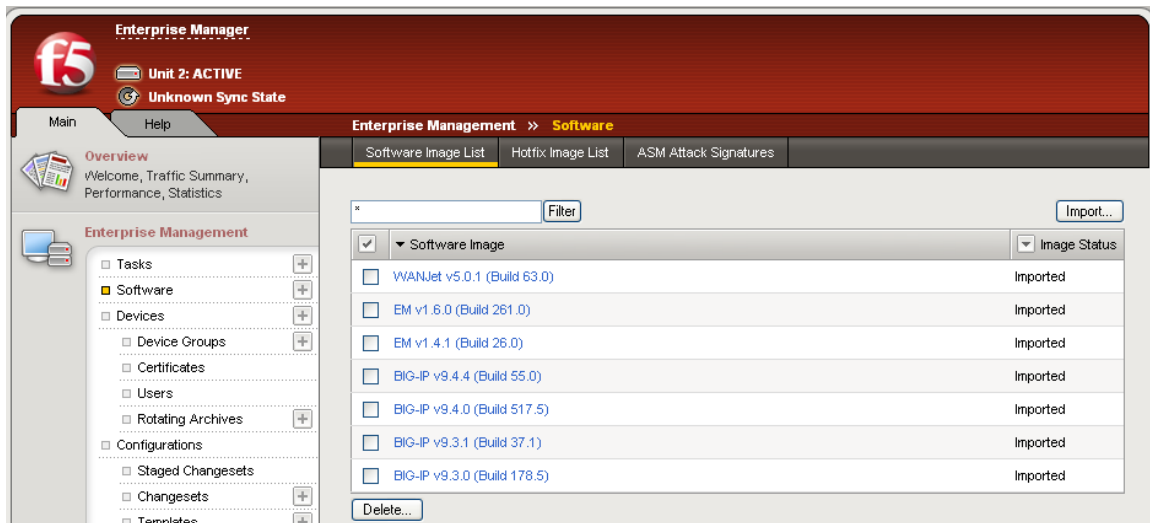 f5
Enterprise Manager
Unit 2: ACTIVE
Unknown Sync State
Main
Help
Enterprise Management » Software
Overview
Welcome, Traffic Summary,
Performance, Statistics
Enterprise Management
Tasks
Software
Devices
Device Groups
Certificates
Users
Rotating Archives
Configurations
Staged Changesets
Changesets
Templates
Software Image List
Hotfix Image List
ASM Attack Signatures
*
Filter
Import...
Software Image
Image Status
WANJet v5.0.1 (Build 63.0)
Imported
EM v1.6.0 (Build 261.0)
Imported
EM v1.4.1 (Build 26.0)
Imported
BIG-IP v9.4.4 (Build 55.0)
Imported
BIG-IP v9.4.0 (Build 517.5)
Imported
BIG-IP v9.3.1 (Build 37.1)
Imported
BIG-IP v9.3.0 (Build 178.5)
Imported
Delete...